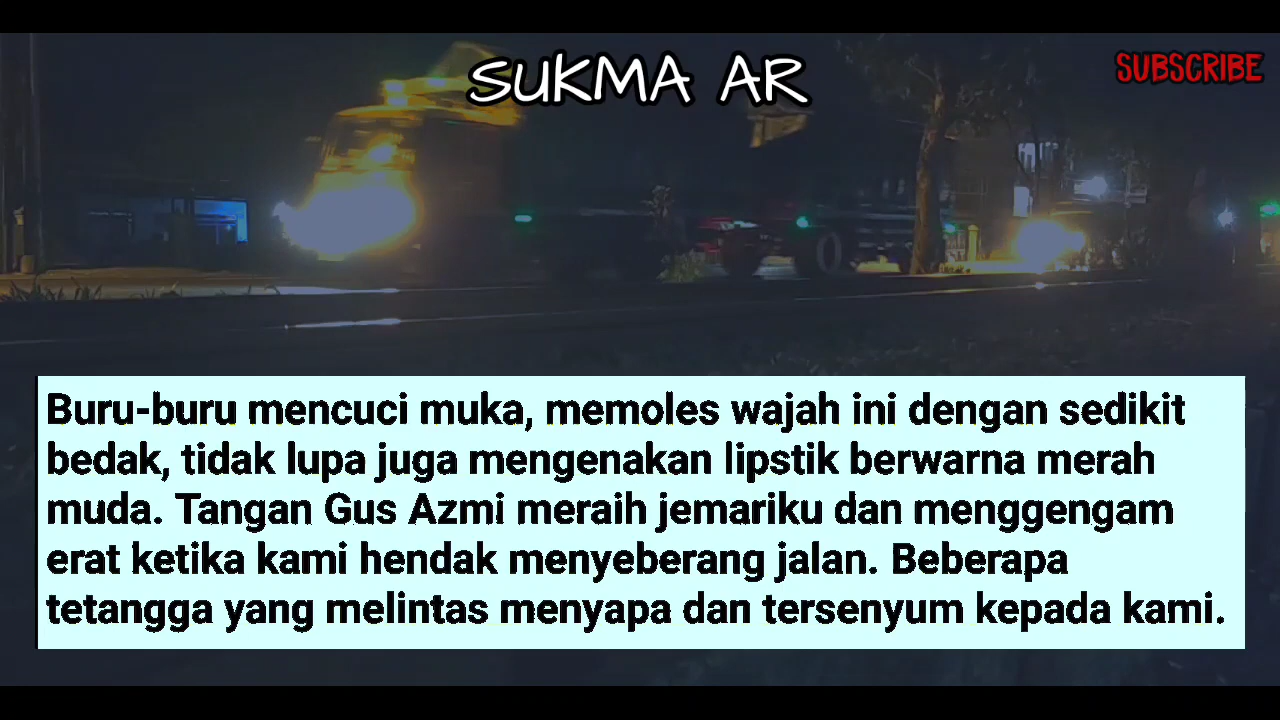 SUKMA AR
SUBSCRIBE
Buru-buru mencuci muka, memoles wajah ini dengan sedikit
bedak, tidak lupa juga mengenakan lipstik berwarna merah
muda. Tangan Gus Azmi meraih jemariku dan menggengam
erat ketika kami hendak menyeberang jalan. Beberapa
tetangga yang melintas menyapa dan tersenyum kepada kami.